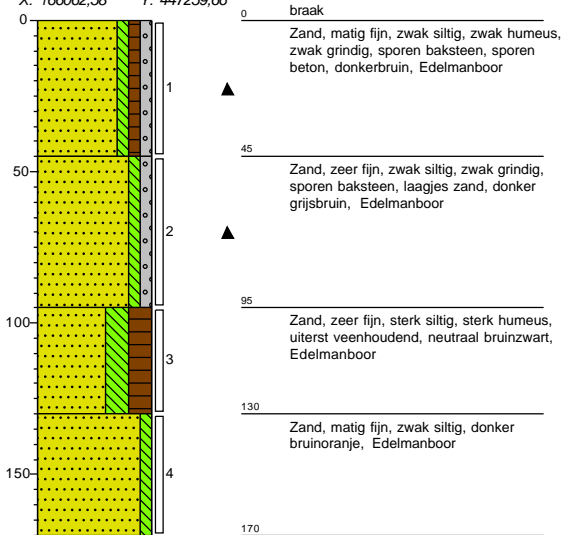 Y: 447259,66
braak
0
0
Zand, matig fijn, zwak siltig, zwak humeus,
zwak grindig, sporen baksteen, sporen
beton, donkerbruin, Edelmanboor
1
45
50
Zand, zeer fijn, zwak siltig, zwak grindig,
sporen baksteen, laagjes zand, donker
grijsbruin, Edelmanboor
2
95
100
Zand, zeer fijn, sterk siltig, sterk humeus,
uiterst veenhoudend, neutraal bruinzwart,
Edelmanboor
3
130
Zand, matig fijn, zwak siltig, donker
bruinoranje, Edelmanboor
150
4
170